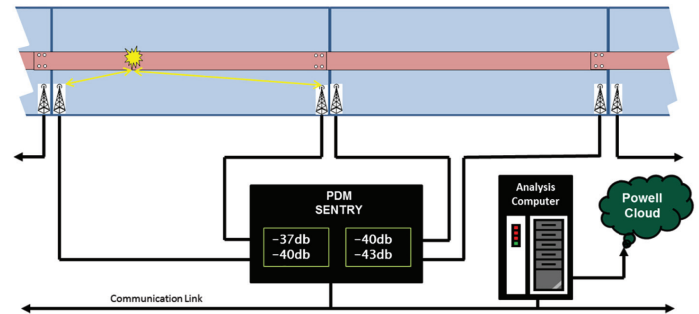 PDM
SENTRY
-37db
-40db
-40db
-43db
Analysis
Computer
Powell
Cloud
Communication Link